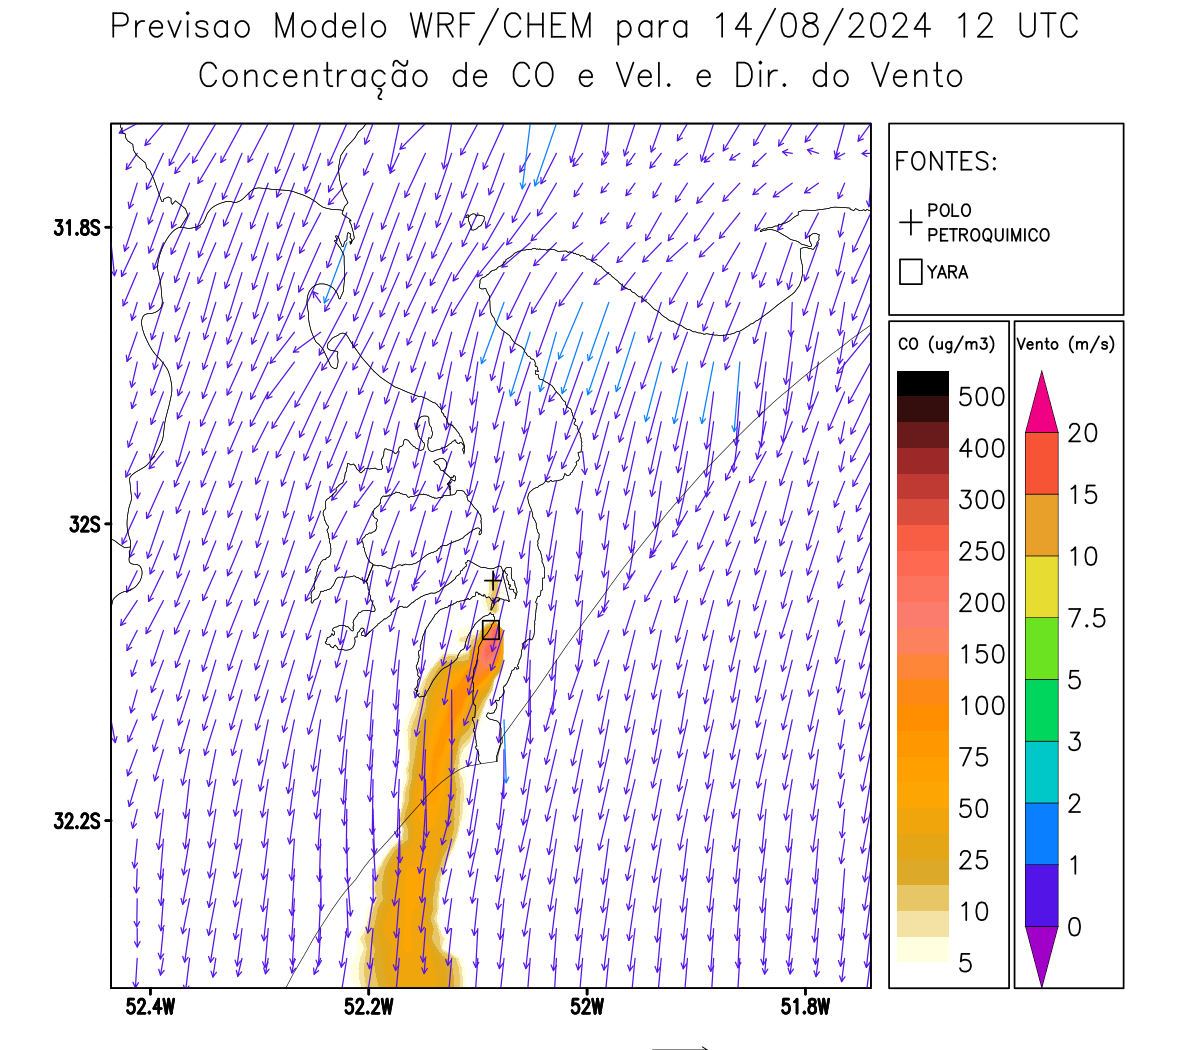 Previsao Modelo WRF/CHEM para 14/08/2024 12 UTC
Concentração de CO e Vel. e Dir. do Vento
FONTES:
POLO
PETROQUIMICO
YARA
CO (ug/m3)
500
400
300
250
200
150
100
75
50
25
10
5
Vento (m/s)
20
15
10
7.5
5
3
2
1
0
31.8S
32S
32.2S
52.4W
52.2W
52W
51.8W